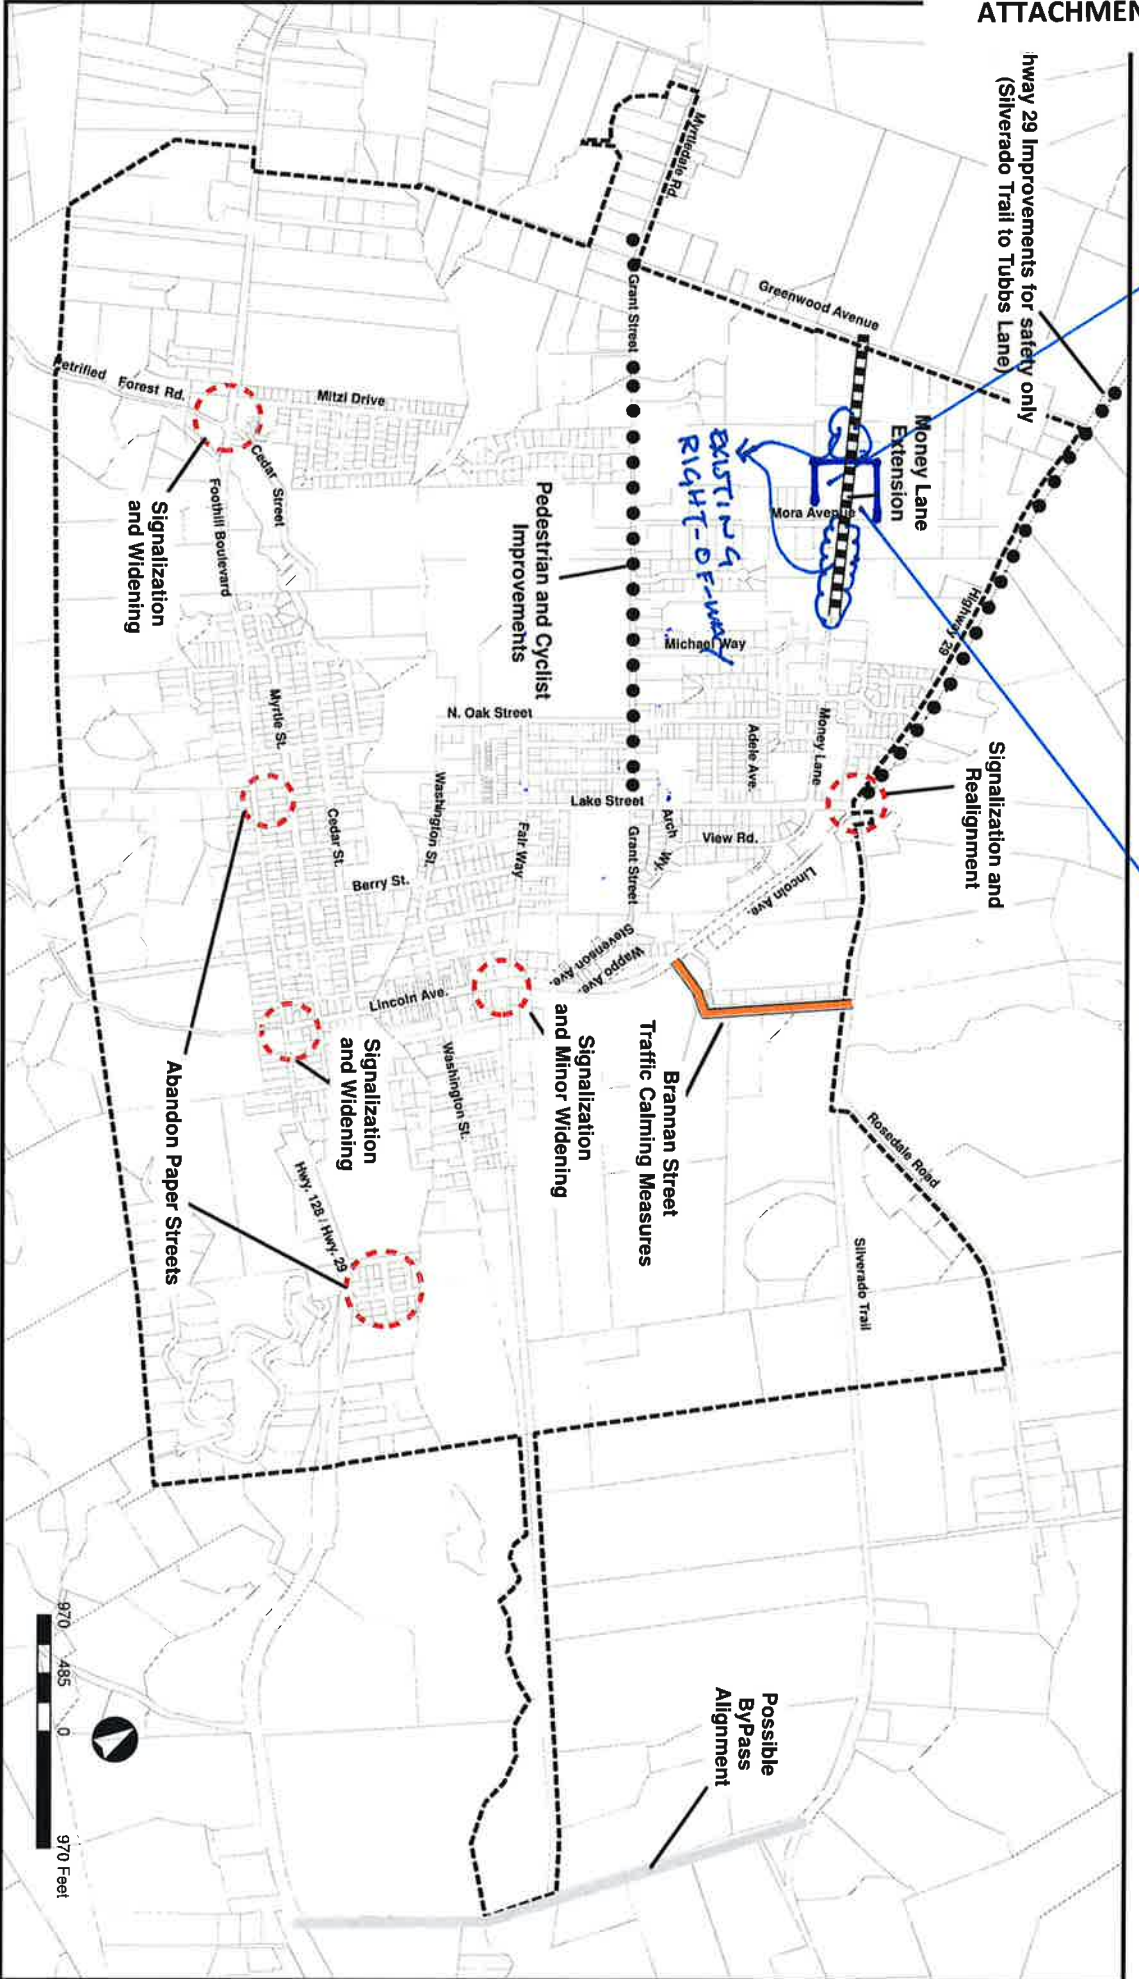 ATTACHMEN
hway 29 Improvements for safety only
(Silverado Trail to Tubbs Lane)
Myrtledale Rd.
Grant Street
Greenwood Avenue
Money Lane
Extension
Mora Avenue
EXISTING
RIGHT-OF-WAY
Highway 29
Signalization and
Realignment
Pedestrian and Cyclist
Improvements
Michael Way
Money Lane
Adele Ave.
N. Oak Street
Lake Street
Arch Wy.
View Rd.
Grant Street
Lincoln Ave.
etrified Forest Rd.
Mitzi Drive
Cedar Street
Foothill Boulevard
Signalization
and Widening
Myrtle St.
Washington St.
Fair Way
Cedar St.
Berry St.
Stevenson Ave.
Wappo Ave.
Lincoln Ave.
Signalization
and Minor Widening
Brannan Street
Traffic Calming Measures
Signalization
and Widening
Washington St.
Abandon Paper Streets
Hwy. 128 / Hwy. 29
Rosedale Road
Silverado Trail
Possible
ByPass
Alignment
970 485 0 970 Feet